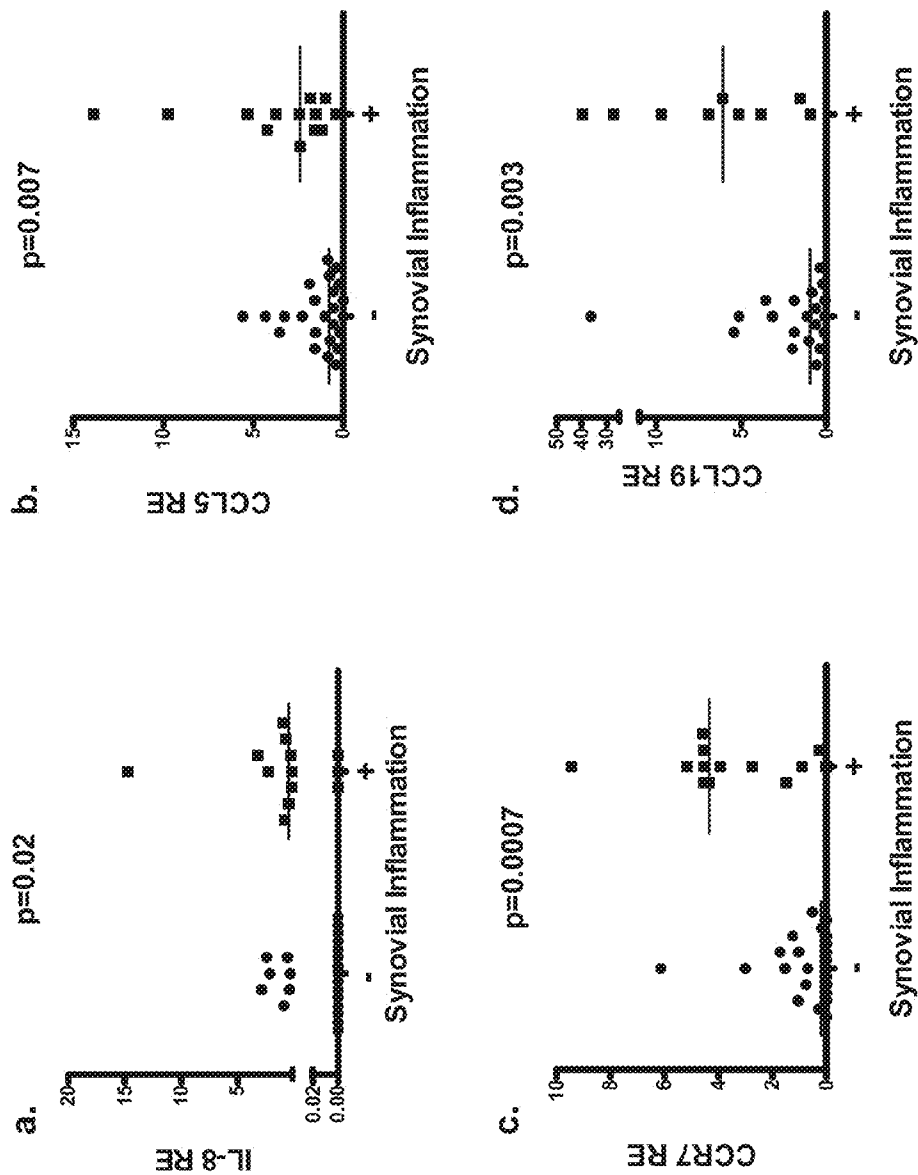 a.
p=0.02
IL-8 RE
20
15
10
5
0.02
0.00
-
+
Synovial Inflammation
b.
p=0.007
CCL5 RE
15
10
5
0
-
+
Synovial Inflammation
c.
p=0.0007
CCR7 RE
10
8
6
4
2
0
-
+
Synovial Inflammation
d.
p=0.003
CCL19 RE
50
40
30
10
5
0
-
+
Synovial Inflammation